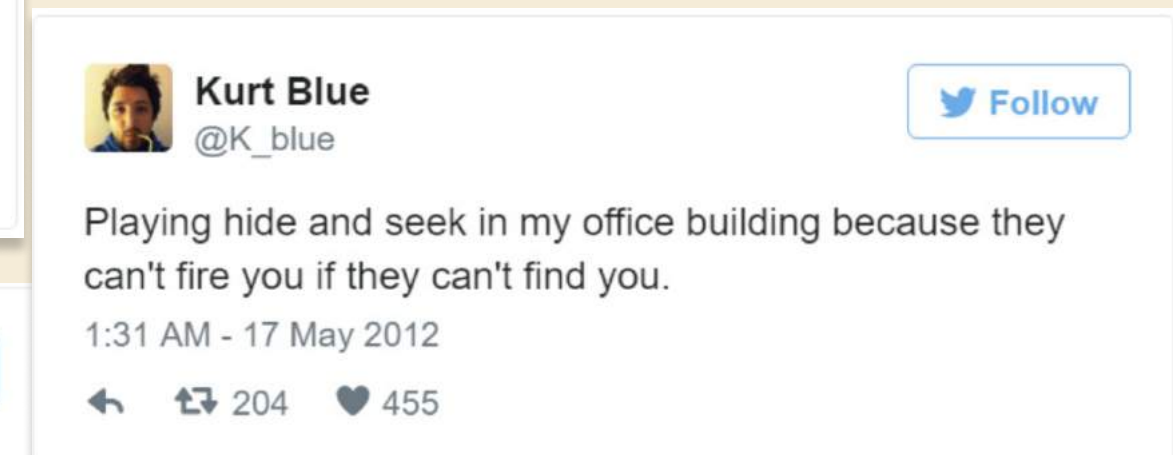 Kurt Blue
@K_blue
Follow
Playing hide and seek in my office building because they
can't fire you if they can't find you.
1:31 AM - 17 May 2012
204 455